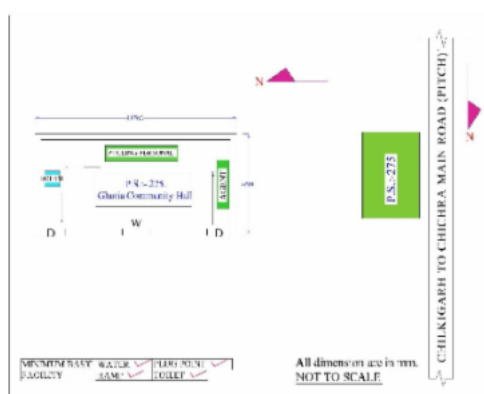 N
N
POLLING PERSONNEL
P.S.:-275,
Gharia Community Hall
AGENT
W
D
D
P.S.:-275
CHILKIGARH TO CHICHRA MAIN ROAD (PITCH)
MINIMUM BASIC FACILITY
WATER
PLUG POINT
RAMP
TOILET
All dimension are in mm.
NOT TO SCALE